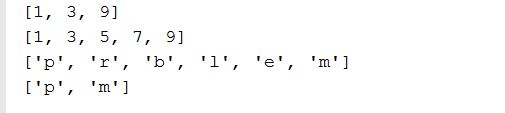 [1, 3, 9]
[1, 3, 5, 7, 9]
['p', 'r', 'b', 'l', 'e', 'm']
['p', 'm']